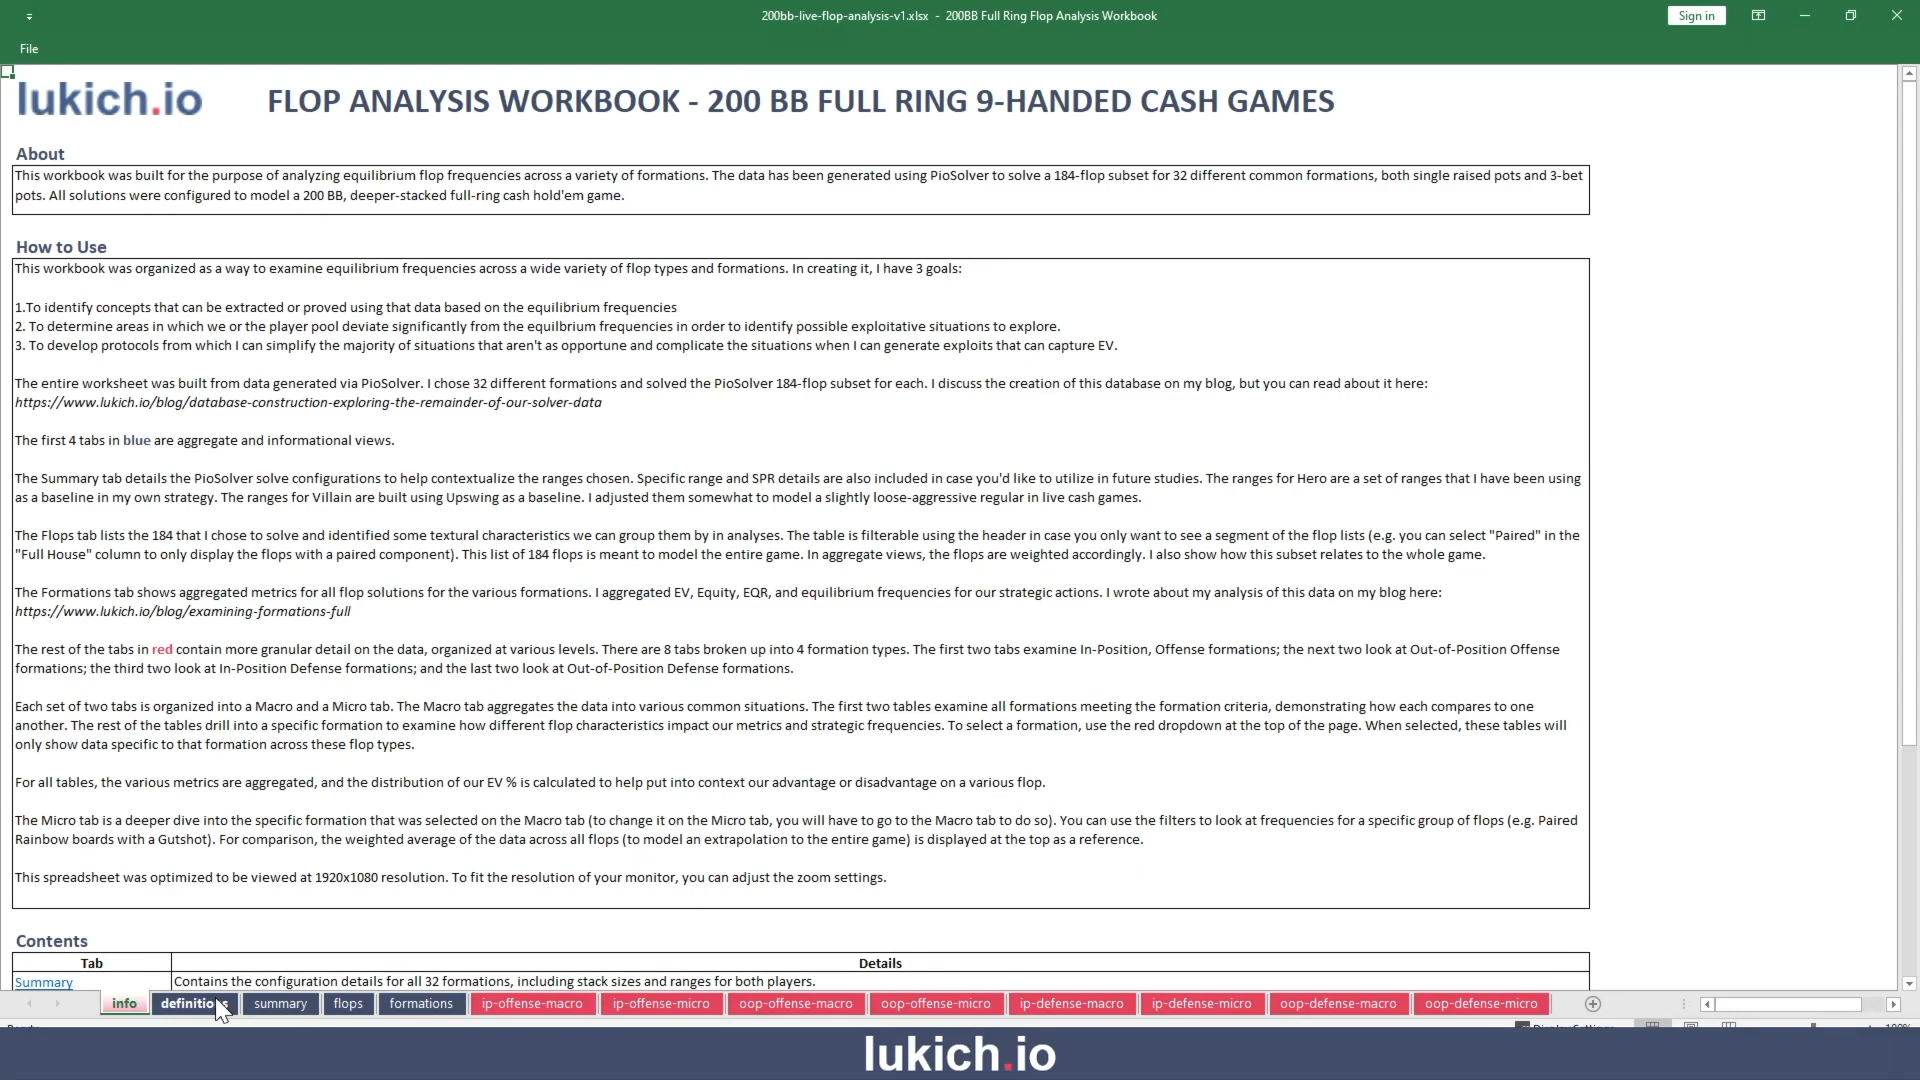 200bb-live-flop-analysis-v1.xlsx - 200BB Full Ring Flop Analysis Workbook
Sign in
File
lukich.io
FLOP ANALYSIS WORKBOOK - 200 BB FULL RING 9-HANDED CASH GAMES
About
This workbook was built for the purpose of analyzing equilibrium flop frequencies across a variety of formations. The data has been generated using PioSolver to solve a 184-flop subset for 32 different common formations, both single raised pots and 3-bet
pots. All solutions were configured to model a 200 BB, deeper-stacked full-ring cash hold'em game.
How to Use
This workbook was organized as a way to examine equilibrium frequencies across a wide variety of flop types and formations. In creating it, I have 3 goals:
1.To identify concepts that can be extracted or proved using that data based on the equilibrium frequencies
2. To determine areas in which we or the player pool deviate significantly from the equilbrium frequencies in order to identify possible exploitative situations to explore.
3. To develop protocols from which I can simplify the majority of situations that aren't as opportune and complicate the situations when I can generate exploits that can capture EV.
The entire worksheet was built from data generated via PioSolver. I chose 32 different formations and solved the PioSolver 184-flop subset for each. I discuss the creation of this database on my blog, but you can read about it here:
https://www.lukich.io/blog/database-construction-exploring-the-remainder-of-our-solver-data
The first 4 tabs in blue are aggregate and informational views.
The Summary tab details the PioSolver solve configurations to help contextualize the ranges chosen. Specific range and SPR details are also included in case you'd like to utilize in future studies. The ranges for Hero are a set of ranges that I have been using
as a baseline in my own strategy. The ranges for Villain are built using Upswing as a baseline. I adjusted them somewhat to model a slightly loose-aggressive regular in live cash games.
The Flops tab lists the 184 that I chose to solve and identified some textural characteristics we can group them by in analyses. The table is filterable using the header in case you only want to see a segment of the flop lists (e.g. you can select "Paired" in the
"Full House" column to only display the flops with a paired component). This list of 184 flops is meant to model the entire game. In aggregate views, the flops are weighted accordingly. I also show how this subset relates to the whole game.
The Formations tab shows aggregated metrics for all flop solutions for the various formations. I aggregated EV, Equity, EQR, and equilibrium frequencies for our strategic actions. I wrote about my analysis of this data on my blog here:
https://www.lukich.io/blog/examining-formations-full
The rest of the tabs in red contain more granular detail on the data, organized at various levels. There are 8 tabs broken up into 4 formation types. The first two tabs examine In-Position, Offense formations; the next two look at Out-of-Position Offense
formations; the third two look at In-Position Defense formations; and the last two look at Out-of-Position Defense formations.
Each set of two tabs is organized into a Macro and a Micro tab. The Macro tab aggregates the data into various common situations. The first two tables examine all formations meeting the formation criteria, demonstrating how each compares to one
another. The rest of the tables drill into a specific formation to examine how different flop characteristics impact our metrics and strategic frequencies. To select a formation, use the red dropdown at the top of the page. When selected, these tables will
only show data specific to that formation across these flop types.
For all tables, the various metrics are aggregated, and the distribution of our EV % is calculated to help put into context our advantage or disadvantage on a various flop.
The Micro tab is a deeper dive into the specific formation that was selected on the Macro tab (to change it on the Micro tab, you will have to go to the Macro tab to do so). You can use the filters to look at frequencies for a specific group of flops (e.g. Paired
Rainbow boards with a Gutshot). For comparison, the weighted average of the data across all flops (to model an extrapolation to the entire game) is displayed at the top as a reference.
This spreadsheet was optimized to be viewed at 1920x1080 resolution. To fit the resolution of your monitor, you can adjust the zoom settings.
Contents
Tab Details
Summary Contains the configuration details for all 32 formations, including stack sizes and ranges for both players.
info definitions summary flops formations ip-offense-macro ip-offense-micro oop-offense-macro oop-offense-micro ip-defense-macro ip-defense-micro oop-defense-macro oop-defense-micro
lukich.io